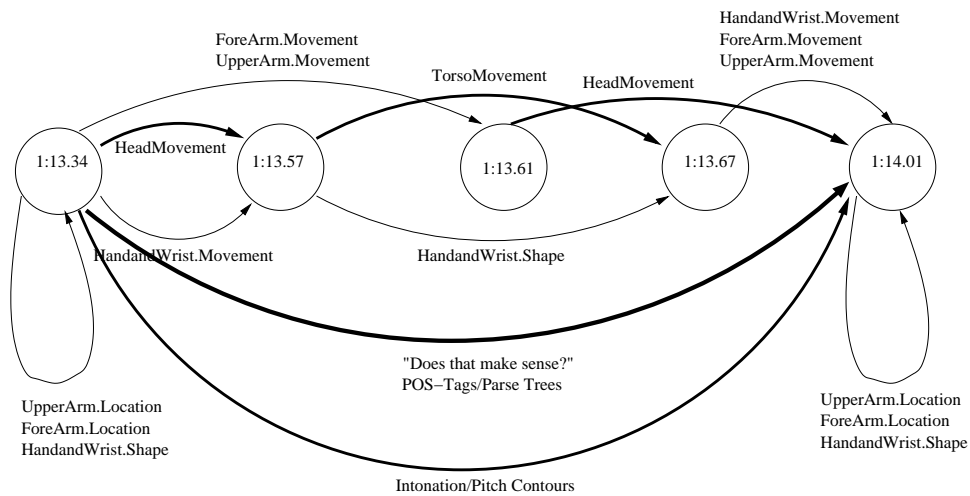 HandandWrist.Movement
ForeArm.Movement
UpperArm.Movement
ForeArm.Movement
UpperArm.Movement
TorsoMovement
HeadMovement
HeadMovement
1:13.34
1:13.57
1:13.61
1:13.67
1:14.01
HandandWrist.Movement
HandandWrist.Shape
"Does that make sense?"
POS−Tags/Parse Trees
UpperArm.Location
ForeArm.Location
HandandWrist.Shape
UpperArm.Location
ForeArm.Location
HandandWrist.Shape
Intonation/Pitch Contours